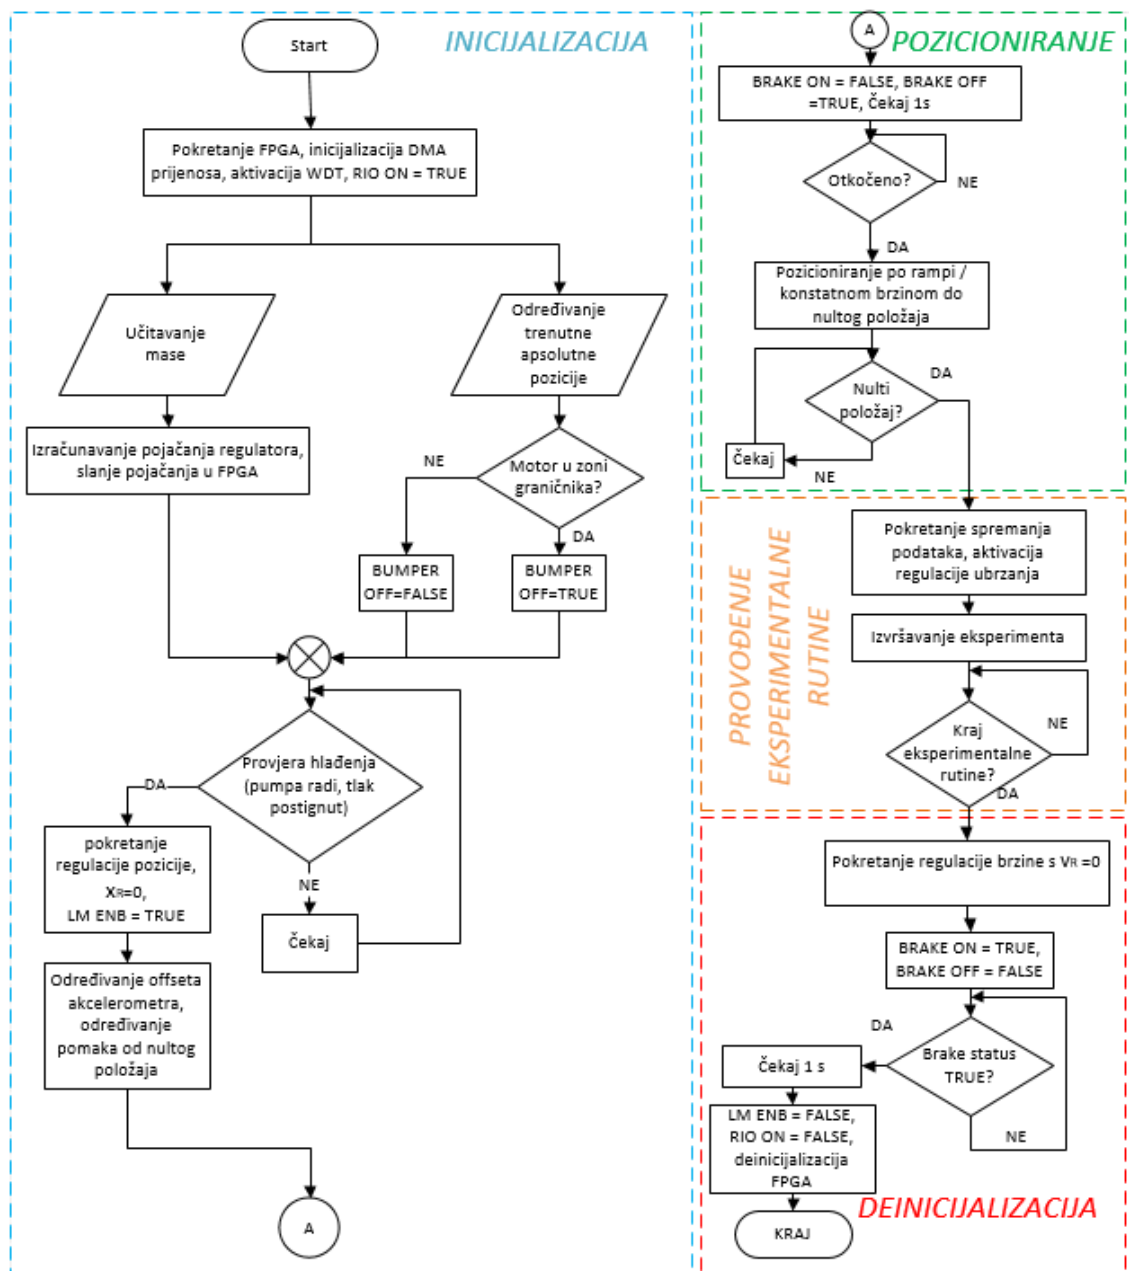 INICIJALIZACIJA
Start
Pokretanje FPGA, inicijalizacija DMA
prijenosa, aktivacija WDT, RIO ON = TRUE
Učitavanje
mase
Određivanje
trenutne
apsolutne
pozicije
Izračunavanje pojačanja regulatora,
slanje pojačanja u FPGA
NE
Motor u zoni
graničnika?
DA
BUMPER
OFF=FALSE
BUMPER
OFF=TRUE
Provjera hlađenja
(pumpa radi, tlak
postignut)
DA
NE
pokretanje
regulacije pozicije,
XR=0,
LM ENB = TRUE
Čekaj
Određivanje offseta
akcelerometra,
određivanje
pomaka od nultog
položaja
A
A
POZICIONIRANJE
BRAKE ON = FALSE, BRAKE OFF
=TRUE, Čekaj 1s
Otkočeno?
NE
DA
Pozicioniranje po rampi /
konstatnom brzinom do
nultog položaja
DA
Nulti
položaj?
Čekaj
NE
PROVOĐENJE
EKSPERIMENTALNE
RUTINE
Pokretanje spremanja
podataka, aktivacija
regulacije ubrzanja
Izvršavanje eksperimenta
NE
Kraj
eksperimentalne
rutine?
DA
Pokretanje regulacije brzine s VR =0
BRAKE ON = TRUE,
BRAKE OFF = FALSE
DA
Brake status
TRUE?
NE
Čekaj 1 s
LM ENB = FALSE,
RIO ON = FALSE,
deinicijalizacija
FPGA
DEINICIJALIZACIJA
KRAJ